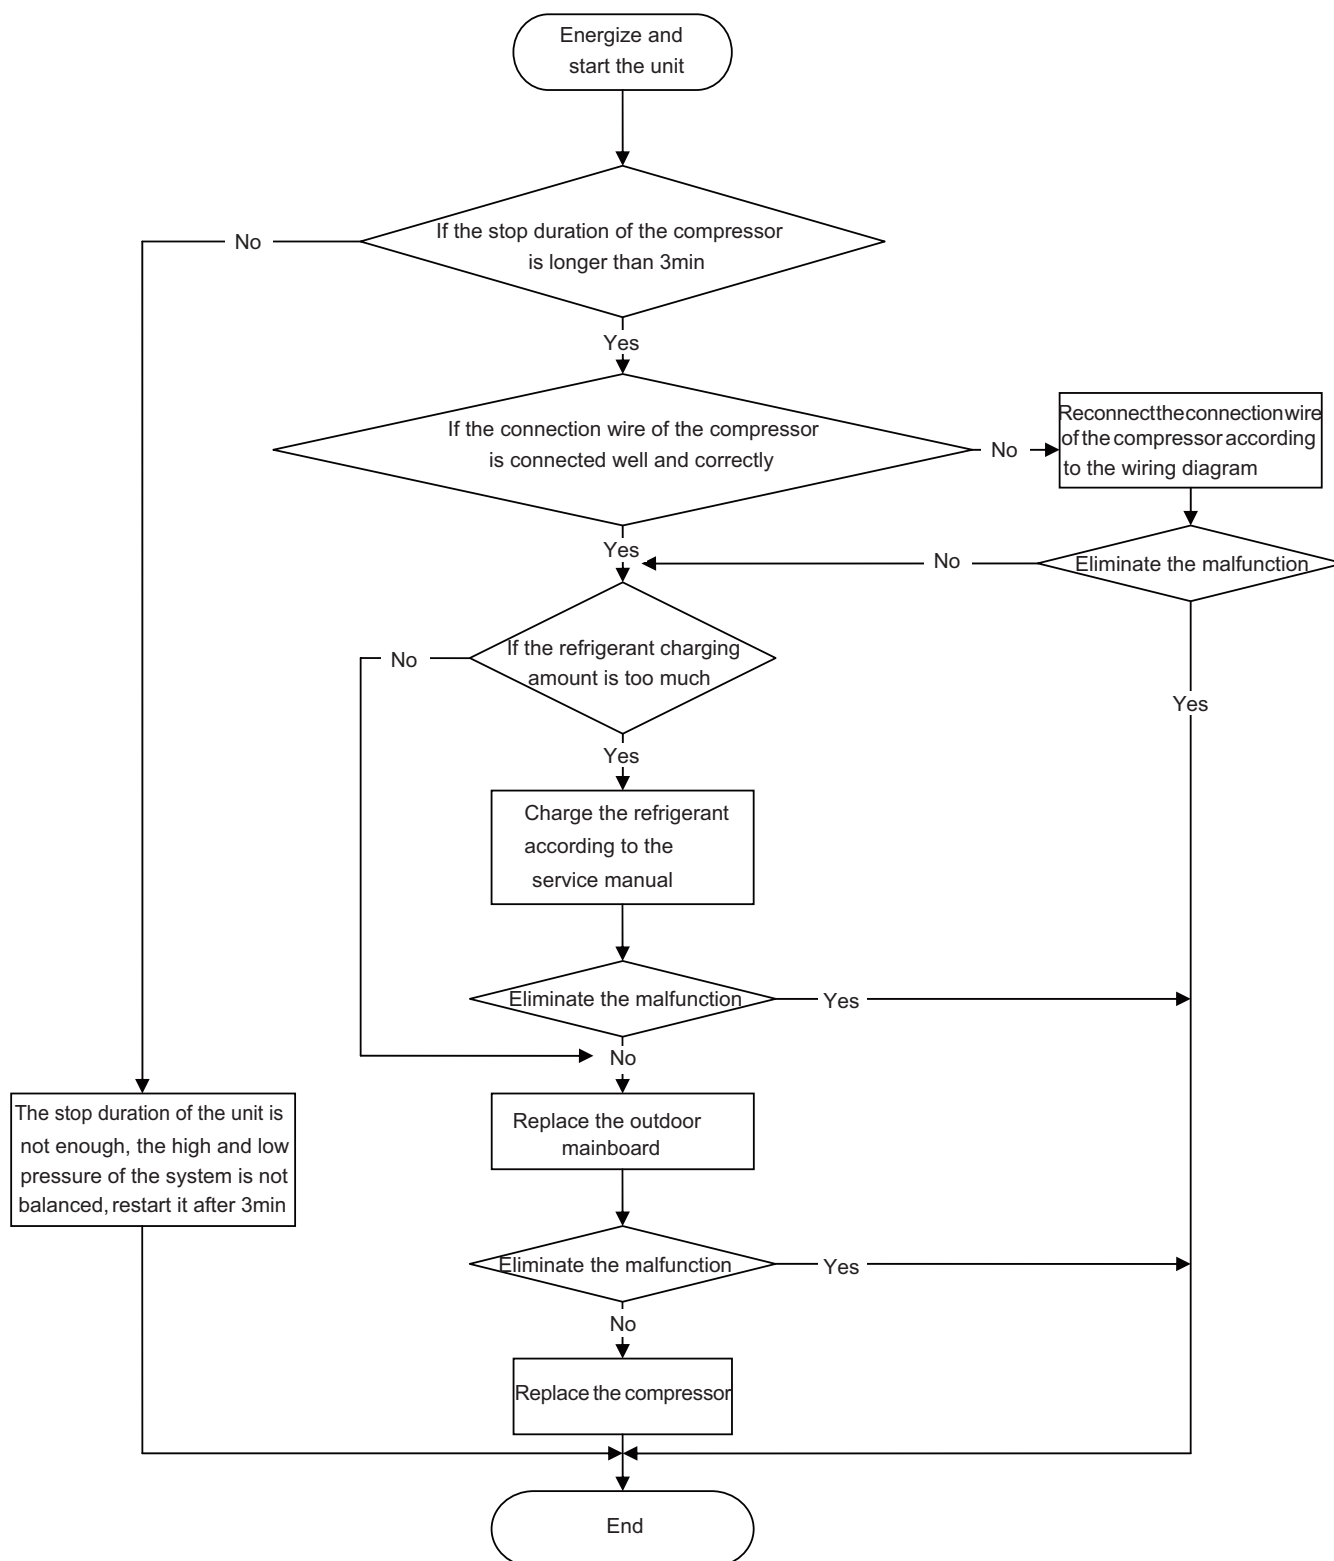 Energize and
start the unit
If the stop duration of the compressor
is longer than 3min
No
Yes
If the connection wire of the compressor
is connected well and correctly
No
Reconnect the connection wire
of the compressor according
to the wiring diagram
Yes
No
Eliminate the malfunction
If the refrigerant charging
amount is too much
No
Yes
Yes
Charge the refrigerant
according to the
service manual
Eliminate the malfunction
Yes
No
The stop duration of the unit is
not enough, the high and low
pressure of the system is not
balanced, restart it after 3min
Replace the outdoor
mainboard
Eliminate the malfunction
Yes
No
Replace the compressor
End